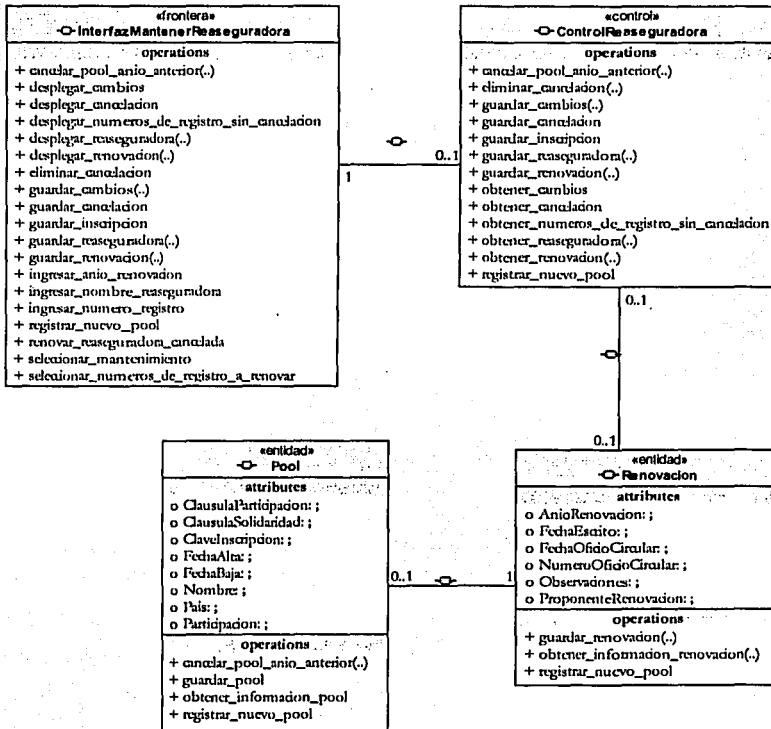 «frontera»
InterfazMantenerReaseguradora
operations
+ cancelar_pool_anio_anterior(..)
+ desplegar_cambios
+ desplegar_cancelacion
+ desplegar_numeros_de_registro_sin_cancelacion
+ desplegar_reaseguradora(..)
+ desplegar_renovacion(..)
+ eliminar_cancelacion
+ guardar_cambios(..)
+ guardar_cancelacion
+ guardar_inscripcion
+ guardar_reaseguradora(..)
+ guardar_renovacion(..)
+ ingresar_anio_renovacion
+ ingresar_nombre_reaseguradora
+ ingresar_numero_registro
+ registrar_nuevo_pool
+ renovar_reaseguradora_cancelada
+ seleccionar_mantenimiento
+ seleccionar_numeros_de_registro_a_renovar
1
0..1
«control»
ControlReaseguradora
operations
+ cancelar_pool_anio_anterior(..)
+ eliminar_cancelacion(..)
+ guardar_cambios(..)
+ guardar_cancelacion
+ guardar_inscripcion
+ guardar_reaseguradora(..)
+ guardar_renovacion(..)
+ obtener_cambios
+ obtener_cancelacion
+ obtener_numeros_de_registro_sin_cancelacion
+ obtener_reaseguradora(..)
+ obtener_renovacion(..)
+ registrar_nuevo_pool
0..1
0..1
«entidad»
Pool
attributes
o ClausulaParticipacion: ;
o ClausulaSolidaridad: ;
o ClaveInscripcion: ;
o FechaAlta: ;
o FechaBaja: ;
o Nombre: ;
o Pais: ;
o Participacion: ;
operations
+ cancelar_pool_anio_anterior(..)
+ guardar_pool
+ obtener_informacion_pool
+ registrar_nuevo_pool
0..1
1
«entidad»
Renovacion
attributes
o AnioRenovacion: ;
o FechaEscrito: ;
o FechaOficioCircular: ;
o NumeroOficioCircular: ;
o Observaciones: ;
o ProponenteRenovacion: ;
operations
+ guardar_renovacion(..)
+ obtener_informacion_renovacion(..)
+ registrar_nuevo_pool